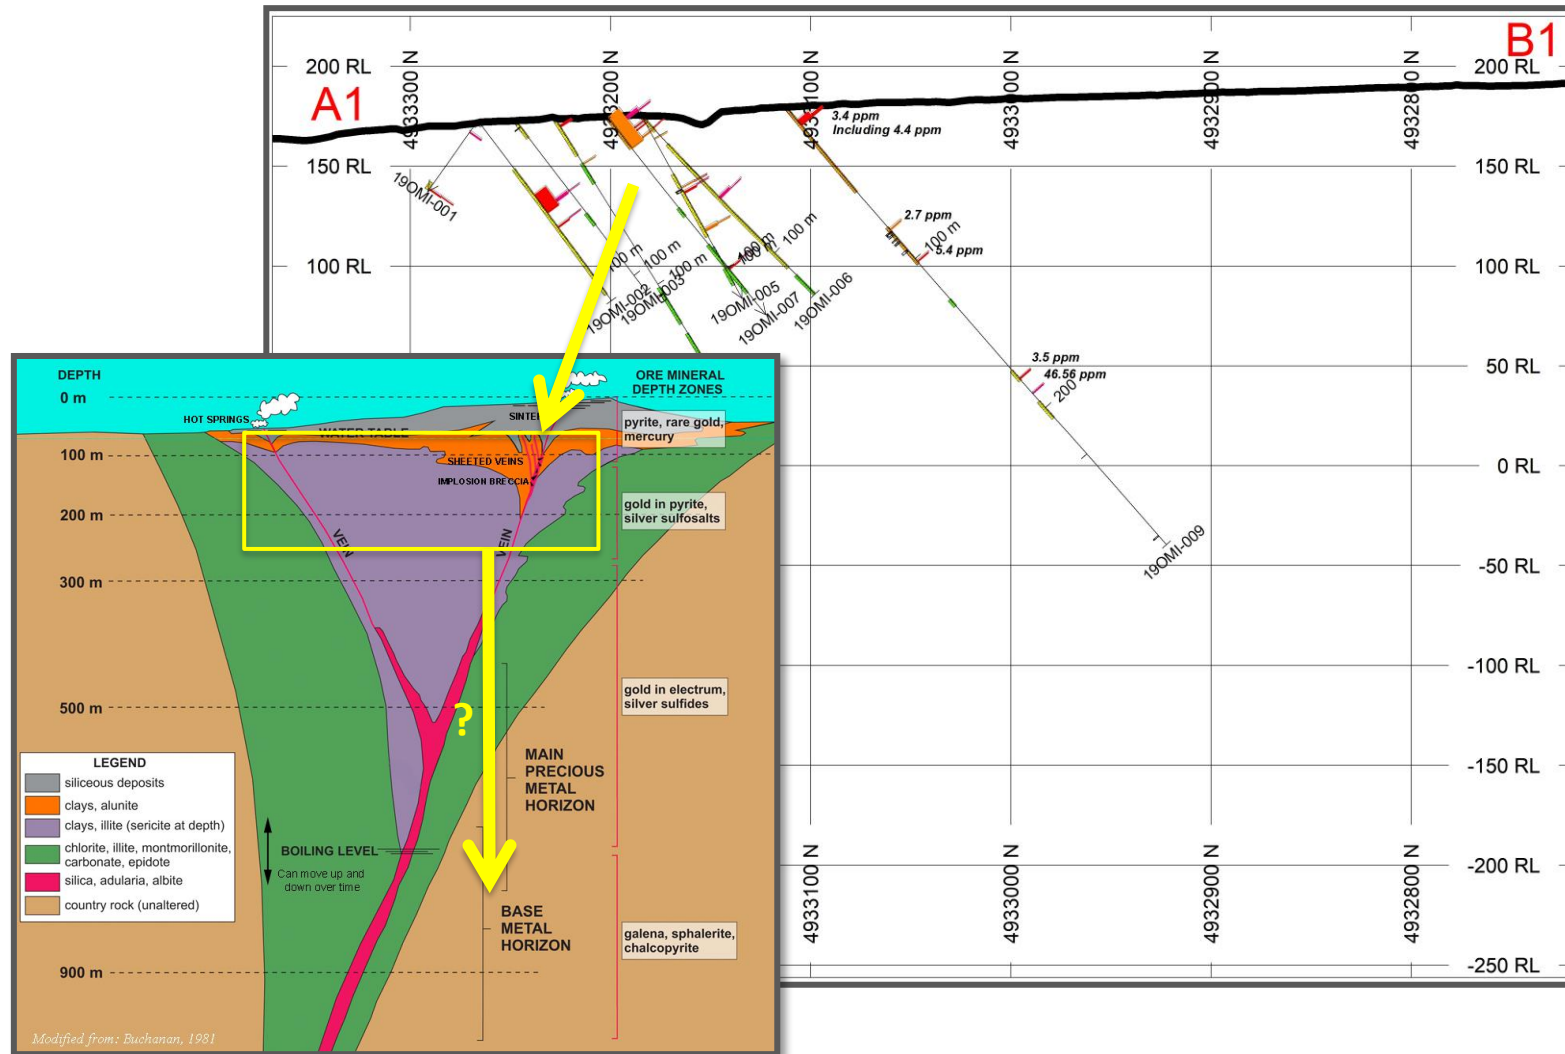 A1
B1
200 RL
200 RL
150 RL
150 RL
100 RL
100 RL
50 RL
0 RL
-50 RL
-100 RL
-150 RL
-200 RL
-250 RL
4933300 N
4933200 N
4933100 N
4933000 N
4932900 N
4932800 N
3.4 ppm
Including 4.4 ppm
2.7 ppm
100 m
5.4 ppm
3.5 ppm
46.56 ppm
200
19OMI-001
100 m
100 m
100 m
100 m
100 m
100 m
19OMI-002
19OMI-003
19OMI-005
19OMI-007
19OMI-006
19OMI-009
4933100 N
4933000 N
4932900 N
4932800 N
DEPTH
0 m
100 m
200 m
300 m
500 m
900 m
ORE MINERAL
DEPTH ZONES
HOT SPRINGS
WATER TABLE
SHEETED VEINS
IMPLOSION BRECCIA
VEIN
VEIN
?
pyrite, rare gold,
mercury
gold in pyrite,
silver sulfosalts
gold in electrum,
silver sulfides
galena, sphalerite,
chalcopyrite
MAIN
PRECIOUS
METAL
HORIZON
BASE
METAL
HORIZON
BOILING LEVEL
Can move up and
down over time
LEGEND
siliceous deposits
clays, alunite
clays, illite (sericite at depth)
chlorite, illite, montmorillonite,
carbonate, epidote
silica, adularia, albite
country rock (unaltered)
Modified from: Buchanan, 1981